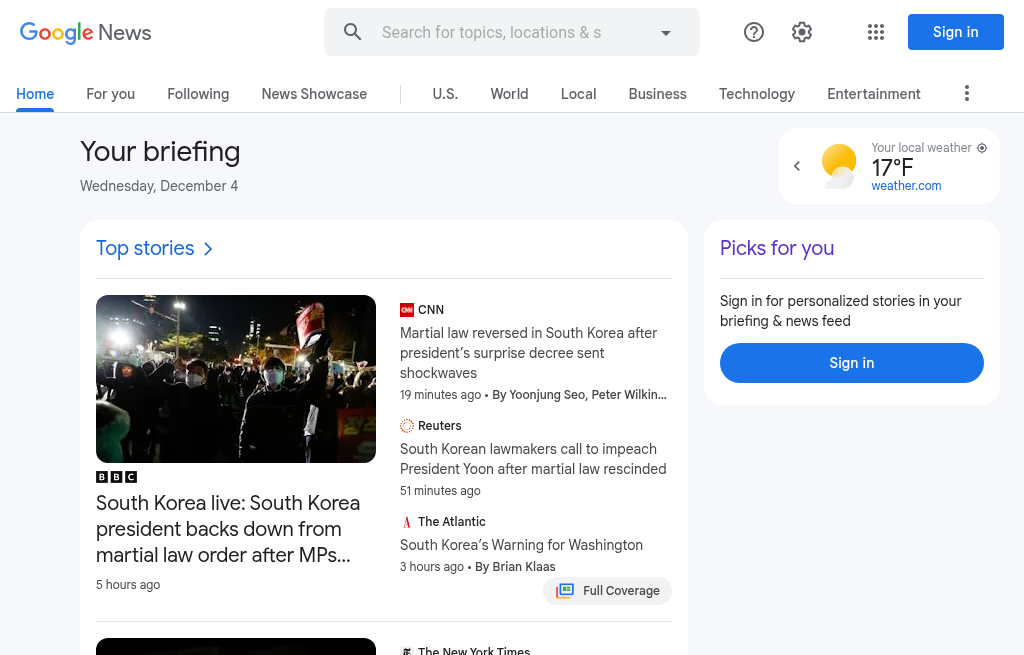 Google News
Search for topics, locations & s
Sign in
Home
For you
Following
News Showcase
U.S.
World
Local
Business
Technology
Entertainment
Your briefing
Wednesday, December 4
Your local weather
17°F
weather.com
Top stories
BBC
South Korea live: South Korea
president backs down from
martial law order after MPs...
5 hours ago
CNN
Martial law reversed in South Korea after
president’s surprise decree sent
shockwaves
19 minutes ago • By Yoonjung Seo, Peter Wilkin…
Reuters
South Korean lawmakers call to impeach
President Yoon after martial law rescinded
51 minutes ago
The Atlantic
South Korea’s Warning for Washington
3 hours ago • By Brian Klaas
Full Coverage
The New York Times
Picks for you
Sign in for personalized stories in your
briefing & news feed
Sign in